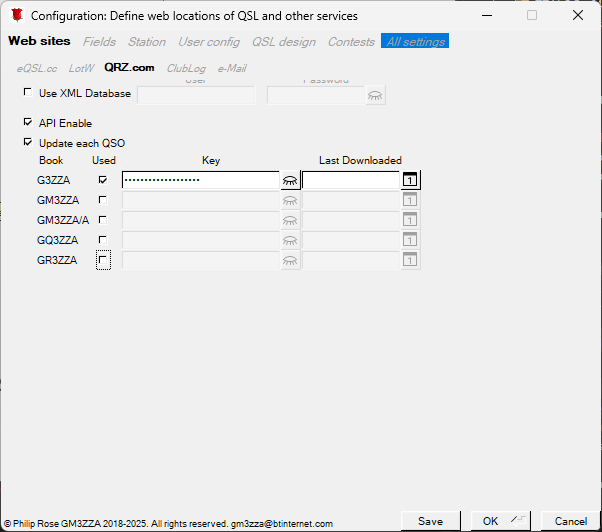 Configuration: Define web locations of QSL and other services
Web sites Fields Station User config QSL design Contests All settings
eQSL.cc LotW QRZ.com ClubLog e-Mail
User Password
Use XML Database
API Enable
Update each QSO
Book Used Key Last Downloaded
G3ZZA •••••••••••••••••••
GM3ZZA
GM3ZZA/A
GQ3ZZA
GR3ZZA
© Philip Rose GM3ZZA 2018-2025. All rights reserved. gm3zza@btinternet.com
Save OK Cancel